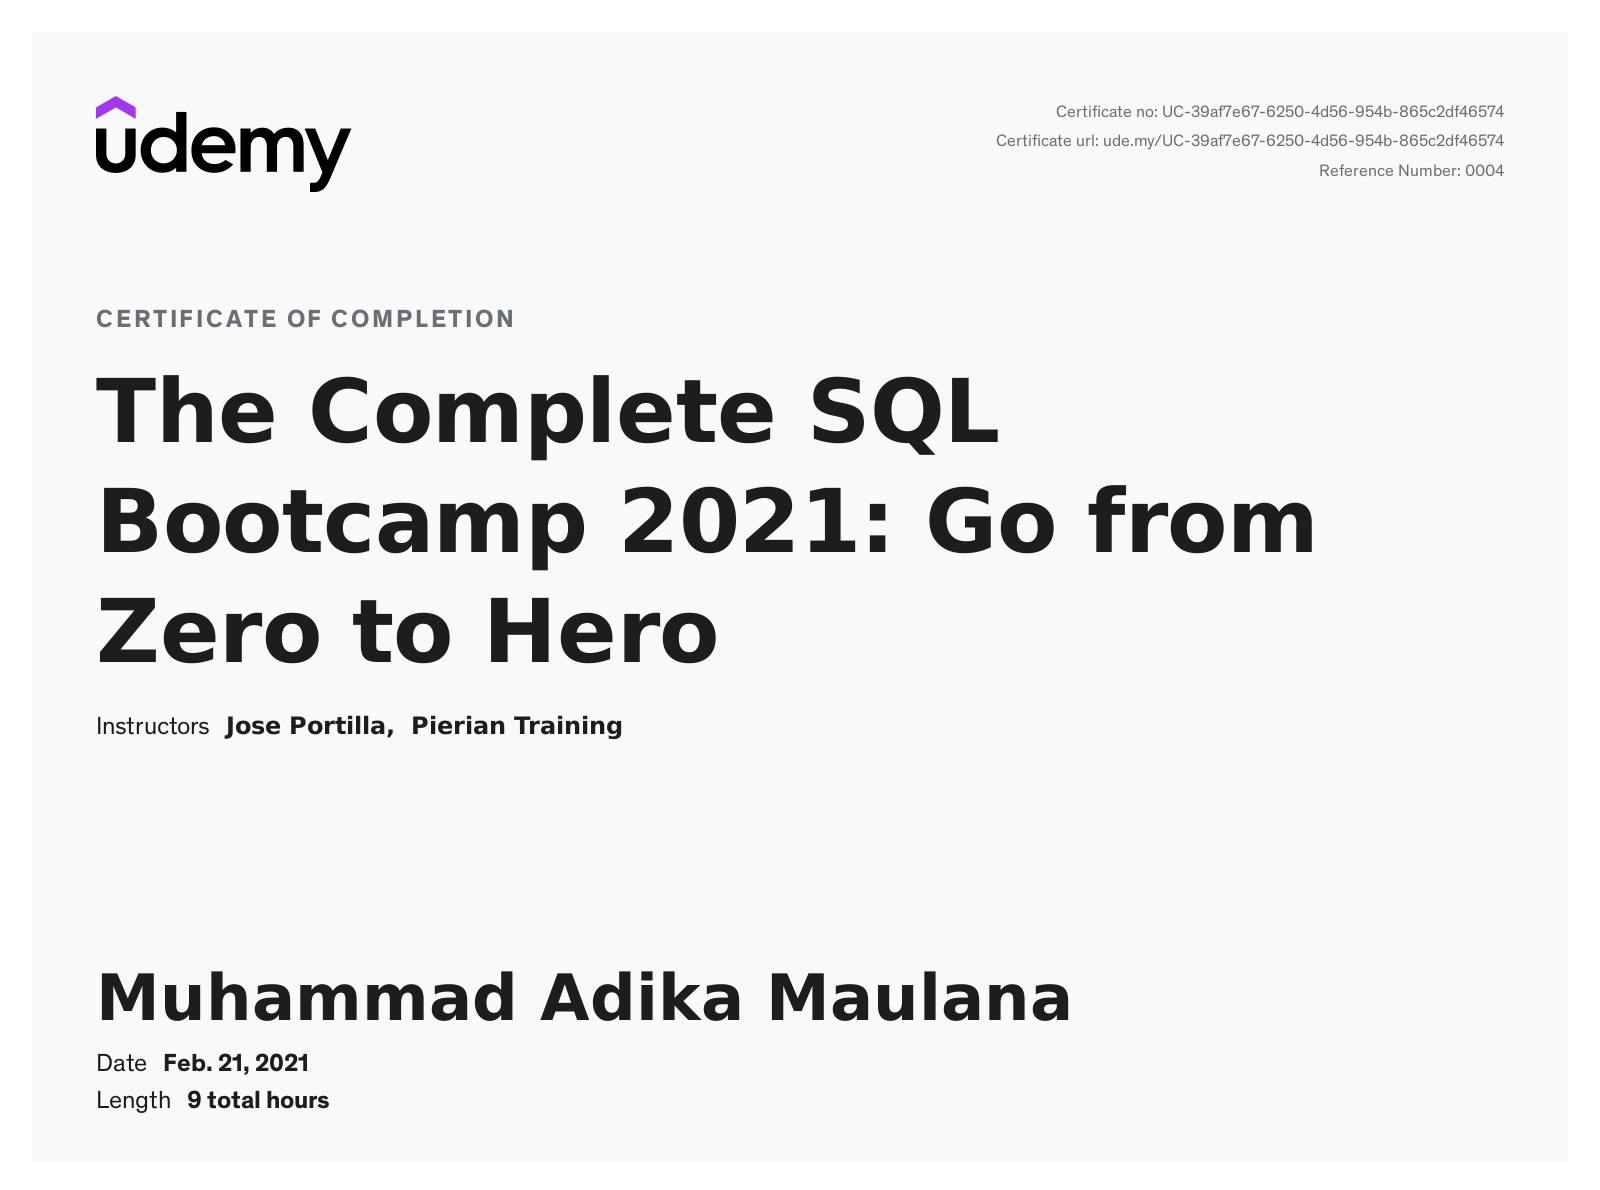 udemy
Certificate no: UC-39af7e67-6250-4d56-954b-865c2df46574
Certificate url: ude.my/UC-39af7e67-6250-4d56-954b-865c2df46574
Reference Number: 0004
CERTIFICATE OF COMPLETION
The Complete SQL
Bootcamp 2021: Go from
Zero to Hero
Instructors Jose Portilla, Pierian Training
Muhammad Adika Maulana
Date Feb. 21, 2021
Length 9 total hours